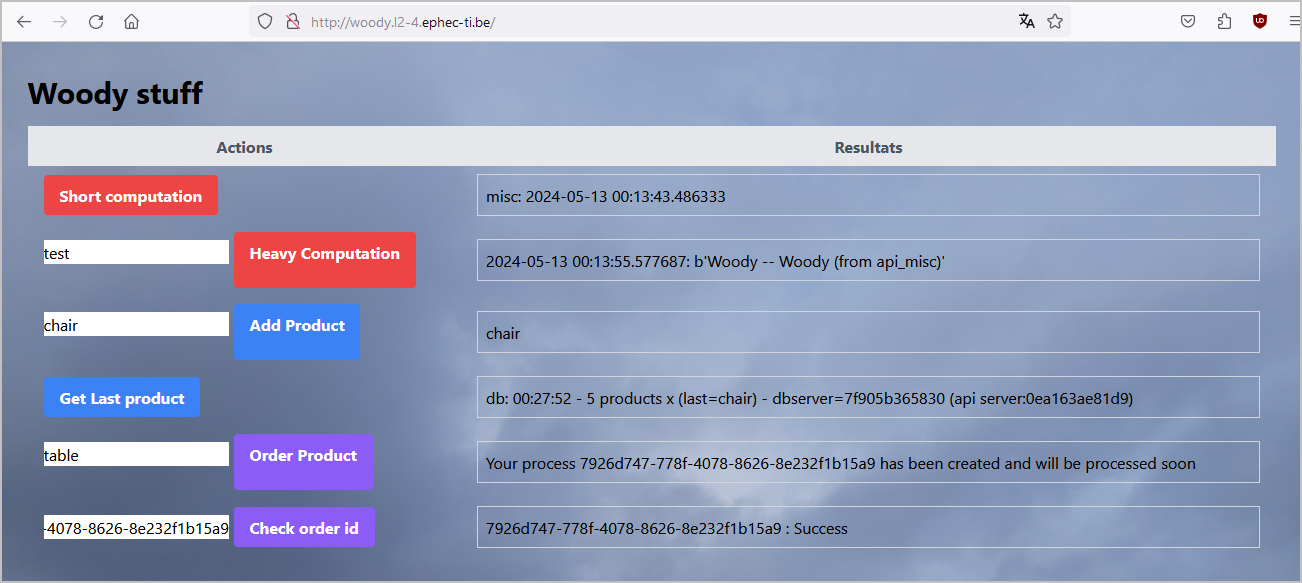 http://woody.l2-4.ephec-ti.be/
Woody stuff
Actions Resultats
Short computation misc: 2024-05-13 00:13:43.486333
test Heavy Computation 2024-05-13 00:13:55.577687: b'Woody -- Woody (from api_misc)'
chair Add Product chair
Get Last product db: 00:27:52 - 5 products x (last=chair) - dbserver=7f905b365830 (api server:0ea163ae81d9)
table Order Product Your process 7926d747-778f-4078-8626-8e232f1b15a9 has been created and will be processed soon
-4078-8626-8e232f1b15a9 Check order id 7926d747-778f-4078-8626-8e232f1b15a9 : Success